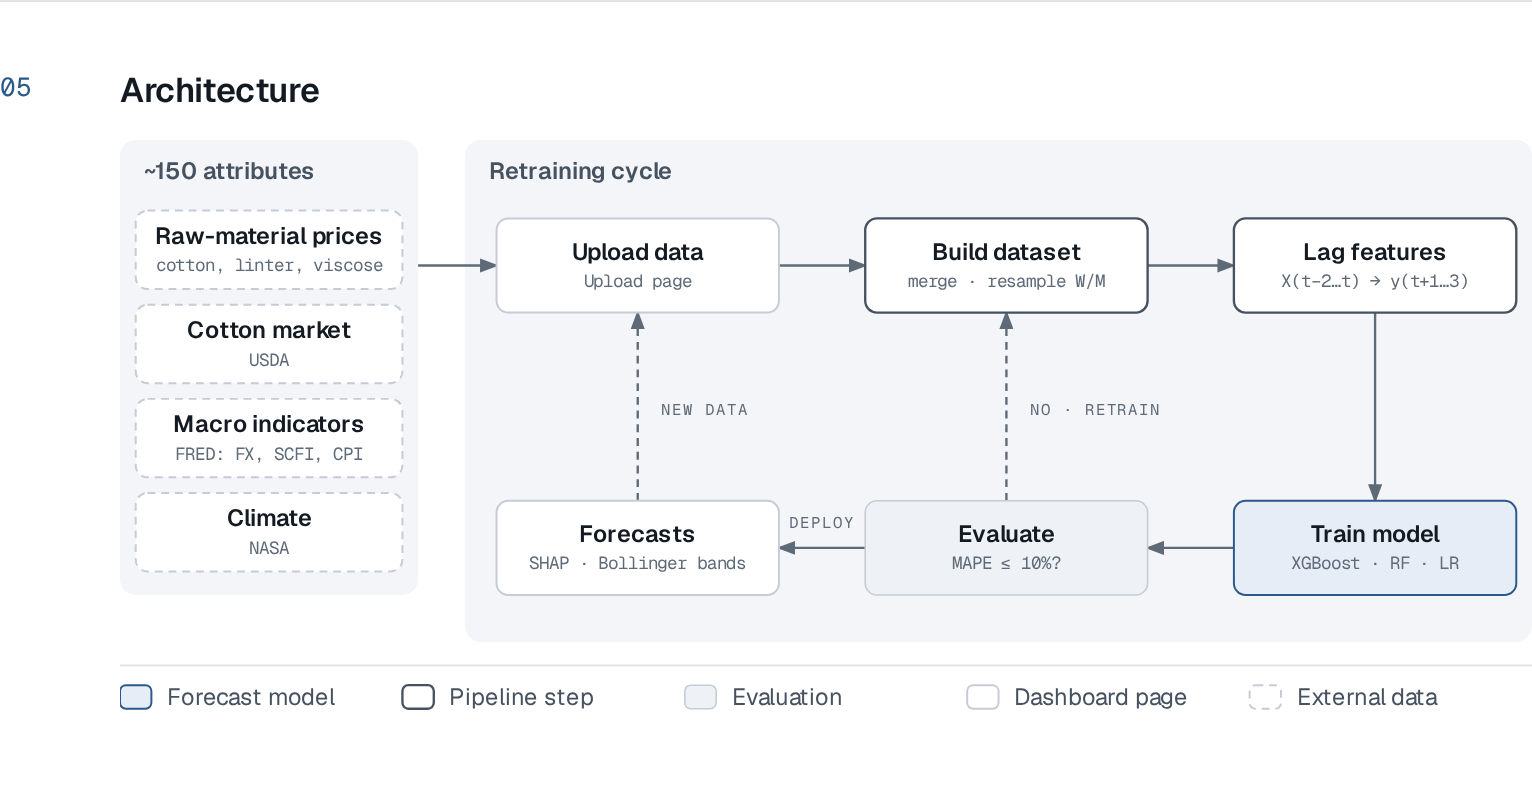 05
Architecture
~150 attributes
Raw-material prices
cotton, linter, viscose
Cotton market
USDA
Macro indicators
FRED: FX, SCFI, CPI
Climate
NASA
Retraining cycle
Upload data
Upload page
Build dataset
merge · resample W/M
Lag features
X(t−2…t) → y(t+1…3)
NEW DATA
NO · RETRAIN
Forecasts
SHAP · Bollinger bands
DEPLOY
Evaluate
MAPE ≤ 10%?
Train model
XGBoost · RF · LR
Forecast model
Pipeline step
Evaluation
Dashboard page
External data